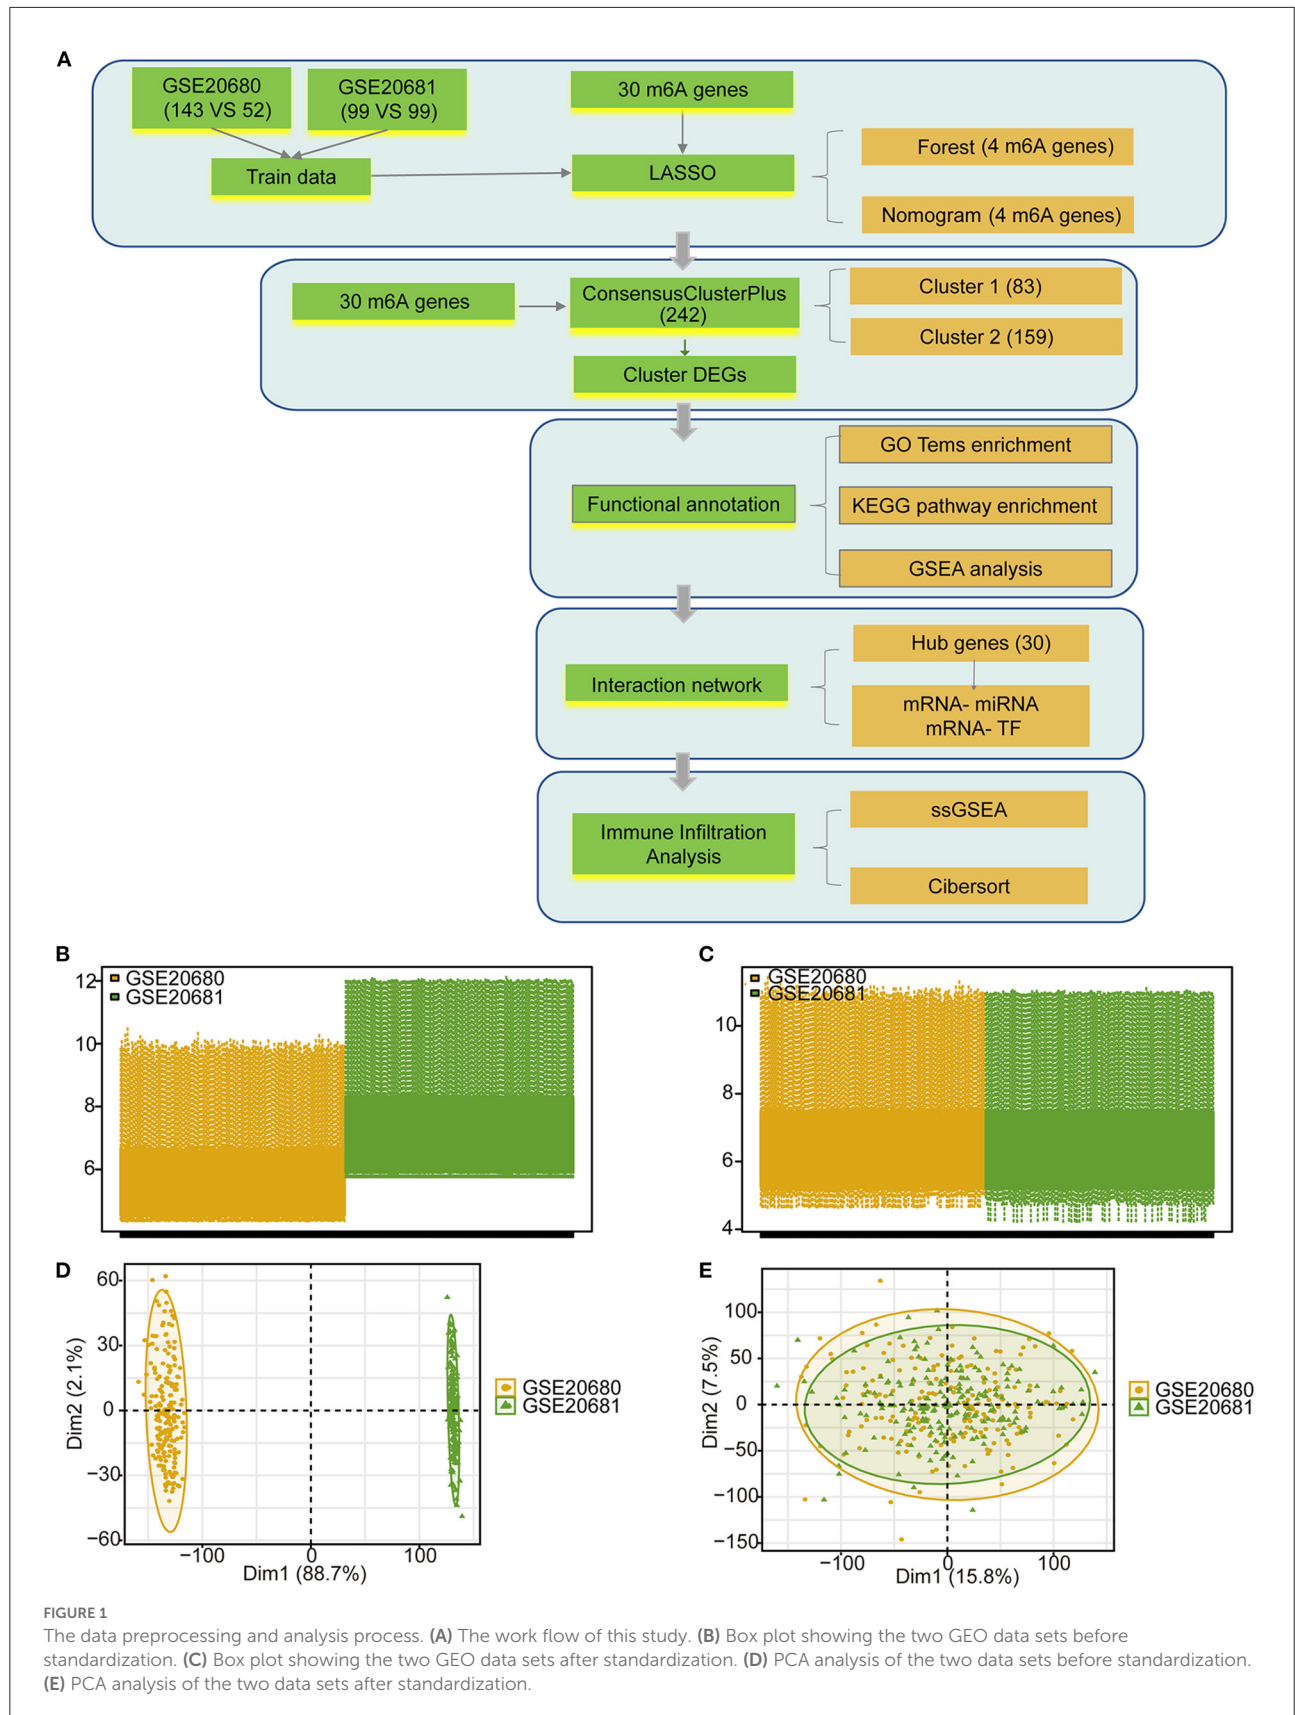 A
GSE20680
(143 VS 52)
GSE20681
(99 VS 99)
30 m6A genes
Train data
LASSO
Forest (4 m6A genes)
Nomogram (4 m6A genes)
30 m6A genes
ConsensusClusterPlus
(242)
Cluster 1 (83)
Cluster 2 (159)
Cluster DEGs
Functional annotation
GO Tems enrichment
KEGG pathway enrichment
GSEA analysis
Interaction network
Hub genes (30)
mRNA- miRNA
mRNA- TF
Immune Infiltration
Analysis
ssGSEA
Cibersort
B
GSE20680
GSE20681
12
10
8
6
C
GSE20680
GSE20681
10
8
6
4
D
60
30
0
−30
−60
Dim2 (2.1%)
−100
0
100
Dim1 (88.7%)
GSE20680
GSE20681
E
100
50
0
−50
−100
−150
Dim2 (7.5%)
−100
0
100
Dim1 (15.8%)
GSE20680
GSE20681
FIGURE 1
The data preprocessing and analysis process. (A) The work flow of this study. (B) Box plot showing the two GEO data sets before
standardization. (C) Box plot showing the two GEO data sets after standardization. (D) PCA analysis of the two data sets before standardization.
(E) PCA analysis of the two data sets after standardization.